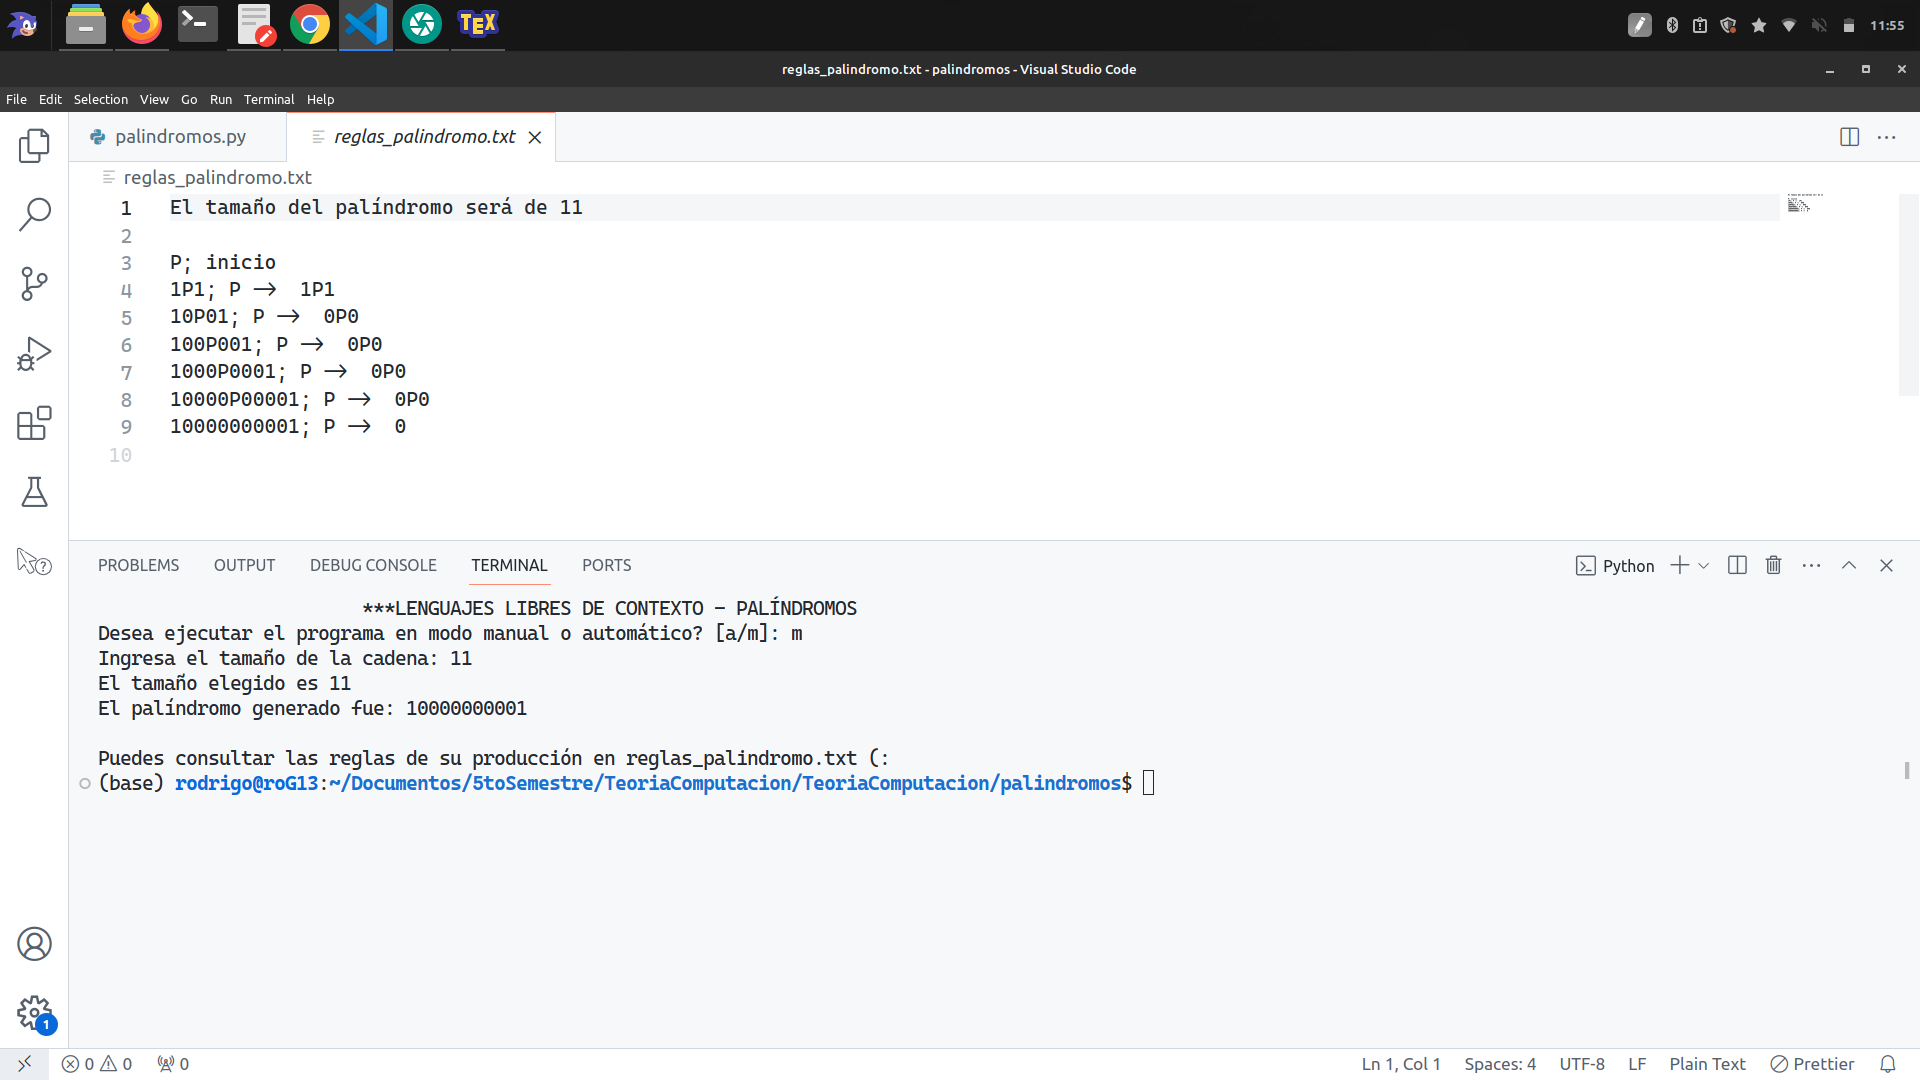 TEX
11:55
reglas_palindromo.txt - palindromos - Visual Studio Code
File Edit Selection View Go Run Terminal Help
palindromos.py reglas_palindromo.txt
reglas_palindromo.txt
1 El tamaño del palíndromo será de 11
2
3 P; inicio
4 1P1; P -> 1P1
5 10P01; P -> 0P0
6 100P001; P -> 0P0
7 1000P0001; P -> 0P0
8 10000P00001; P -> 0P0
9 10000000001; P -> 0
10
PROBLEMS OUTPUT DEBUG CONSOLE TERMINAL PORTS Python
***LENGUAJES LIBRES DE CONTEXTO - PALÍNDROMOS
Desea ejecutar el programa en modo manual o automático? [a/m]: m
Ingresa el tamaño de la cadena: 11
El tamaño elegido es 11
El palíndromo generado fue: 10000000001
Puedes consultar las reglas de su producción en reglas_palindromo.txt (:
(base) rodrigo@roG13:~/Documentos/5toSemestre/TeoriaComputacion/TeoriaComputacion/palindromos$
1
0 0 0 Ln 1, Col 1 Spaces: 4 UTF-8 LF Plain Text Prettier